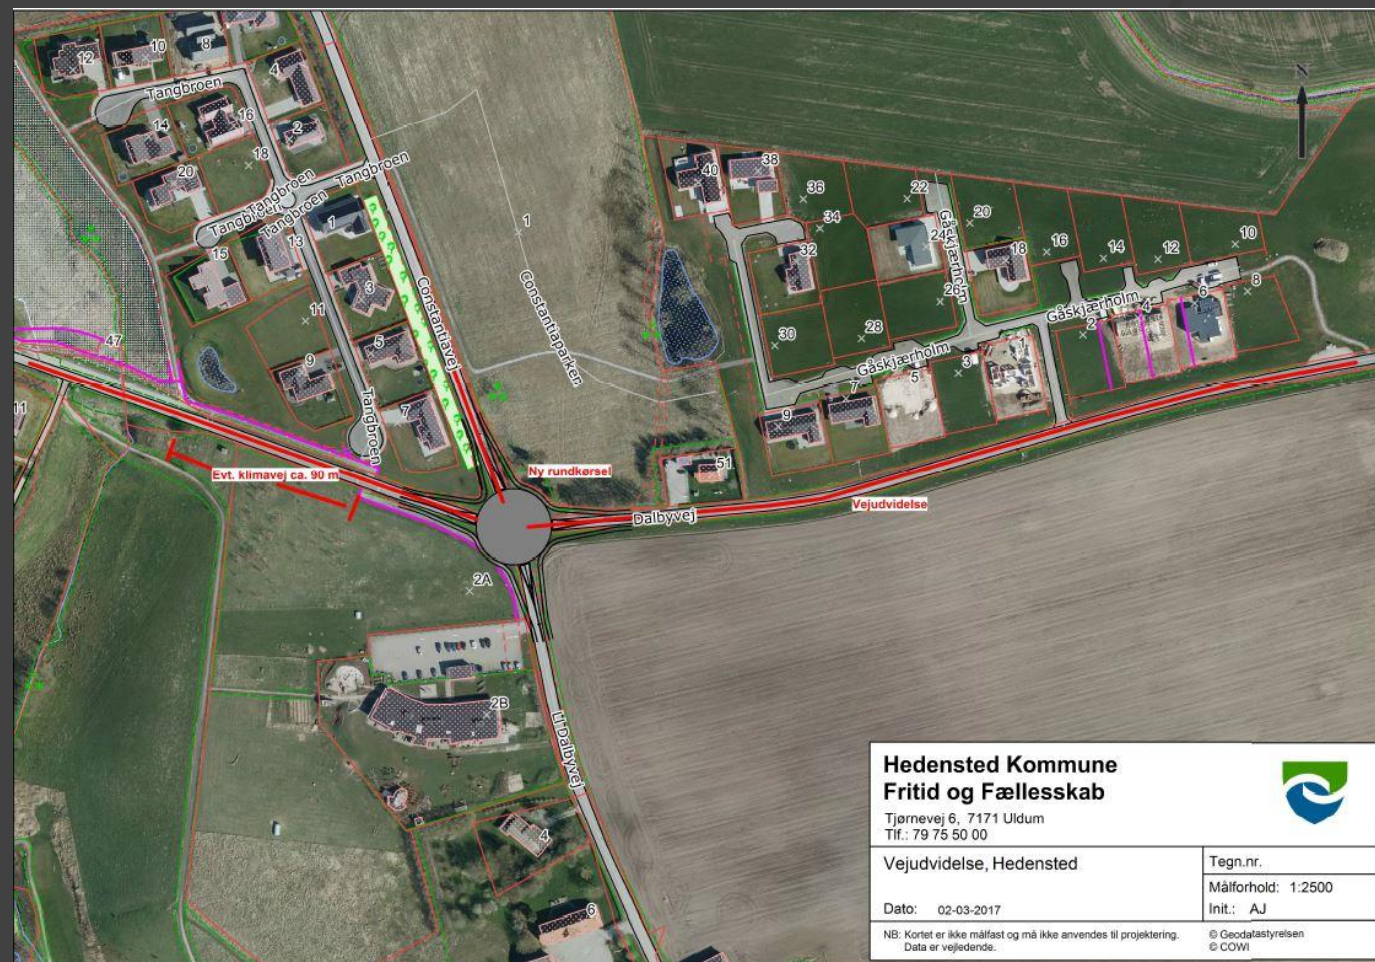 12
10
8
4
Tangbroen
14
16
2
18
20
Tangbroen
Tangbroen
Tangbroen
Tangbroen
1
15
13
3
11
5
9
7
Tangbroen
47
11
Constantiavej
1
Constantiaparken
N
40
38
36
34
32
30
28
22
24
20
26
18
16
14
12
10
8
6
4
2
Gåskjærholm
Gåskjærholm
Gåskjærholm
1
3
5
7
9
51
Evt. klimavej ca. 90 m
Ny rundkørsel
Dalbyvej
Vejudvidelse
2A
2B
Ll Dalbyvej
4
6
Hedensted Kommune
Fritid og Fællesskab
Tjørnevej 6, 7171 Uldum
Tlf.: 79 75 50 00
Vejudvidelse, Hedensted
Dato: 02-03-2017
Tegn.nr.
Målforhold: 1:2500
Init.: AJ
NB: Kortet er ikke målfast og må ikke anvendes til projektering.
Data er vejledende.
© Geodatastyrelsen
© COWI